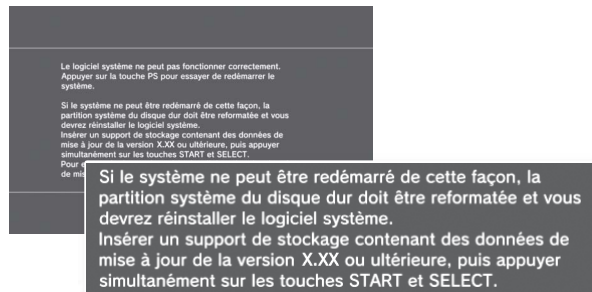 Le logiciel système ne peut pas fonctionner correctement.
Appuyer sur la touche PS pour essayer de redémarrer le
système.
Si le système ne peut être redémarré de cette façon, la
partition système du disque dur doit être reformatée et vous
devrez réinstaller le logiciel système.
Insérer un support de stockage contenant des données de
mise à jour de la version X.XX ou ultérieure, puis appuyer
simultanément sur les touches START et SELECT.
Pour
de
Si le système ne peut être redémarré de cette façon, la
partition système du disque dur doit être reformatée et vous
devrez réinstaller le logiciel système.
Insérer un support de stockage contenant des données de
mise à jour de la version X.XX ou ultérieure, puis appuyer
simultanément sur les touches START et SELECT.